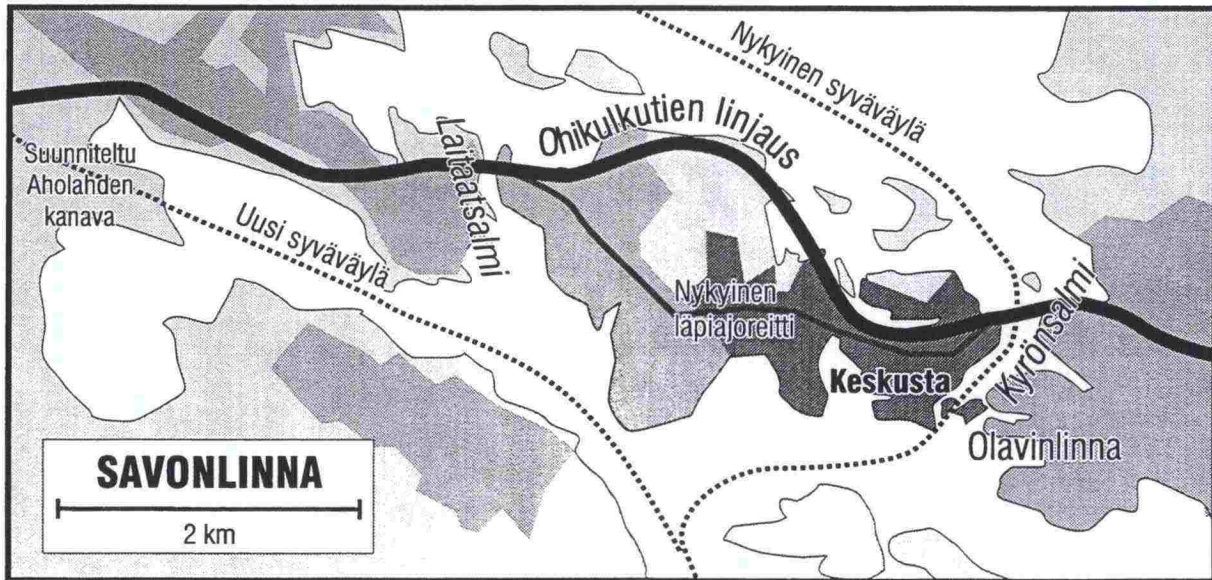 Nykyinen syväväylä
Ohikulkutien linjaus
Laitaatsalmi
Suunniteltu
Aholahden
kanava
Uusi syväväylä
Nykyinen
läpiajoreitti
Kyrönsalmi
Keskusta
Olavinlinna
SAVONLINNA
2 km